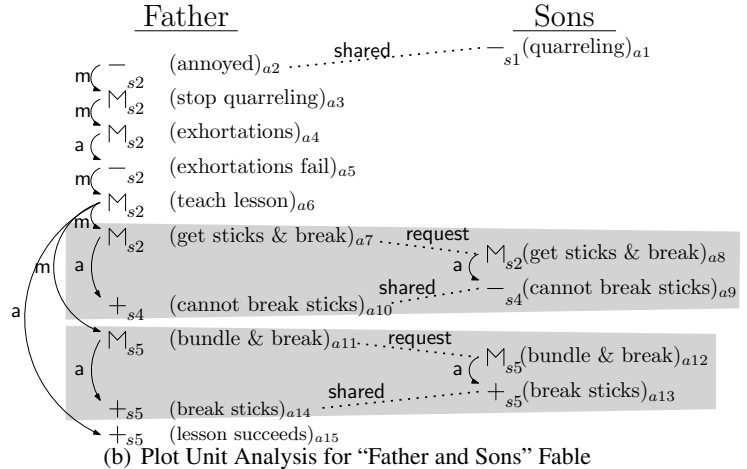 Father Sons
shared
− s2 (annoyed)a2 − s1 (quarreling)a1
m
M s2 (stop quarreling)a3
m
M s2 (exhortations)a4
a
− s2 (exhortations fail)a5
m
M s2 (teach lesson)a6
m
M s2 (get sticks & break)a7 request
M s2 (get sticks & break)a8
m a a
shared − s4 (cannot break sticks)a9
+ s4 (cannot break sticks)a10
a
M s5 (bundle & break)a11 request
M s5 (bundle & break)a12
a a
shared + s5 (break sticks)a13
+ s5 (break sticks)a14
+ s5 (lesson succeeds)a15
(b) Plot Unit Analysis for “Father and Sons” Fable